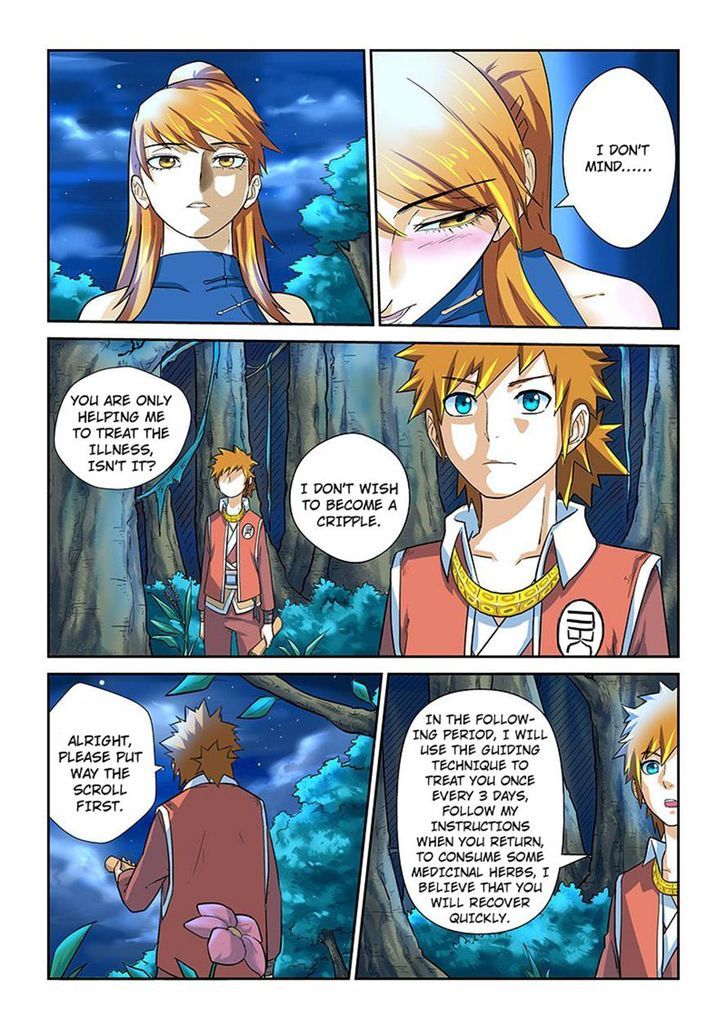 I DON'T
MIND......
YOU ARE ONLY
HELPING ME
TO TREAT THE
ILLNESS,
ISN'T IT?
I DON'T WISH
TO BECOME A
CRIPPLE.
ALRIGHT,
PLEASE PUT
WAY THE
SCROLL
FIRST.
IN THE FOLLOW-
ING PERIOD, I WILL
USE THE GUIDING
TECHNIQUE TO
TREAT YOU ONCE
EVERY 3 DAYS,
FOLLOW MY
INSTRUCTIONS
WHEN YOU RETURN,
TO CONSUME SOME
MEDICINAL HERBS, I
BELIEVE THAT YOU
WILL RECOVER
QUICKLY.